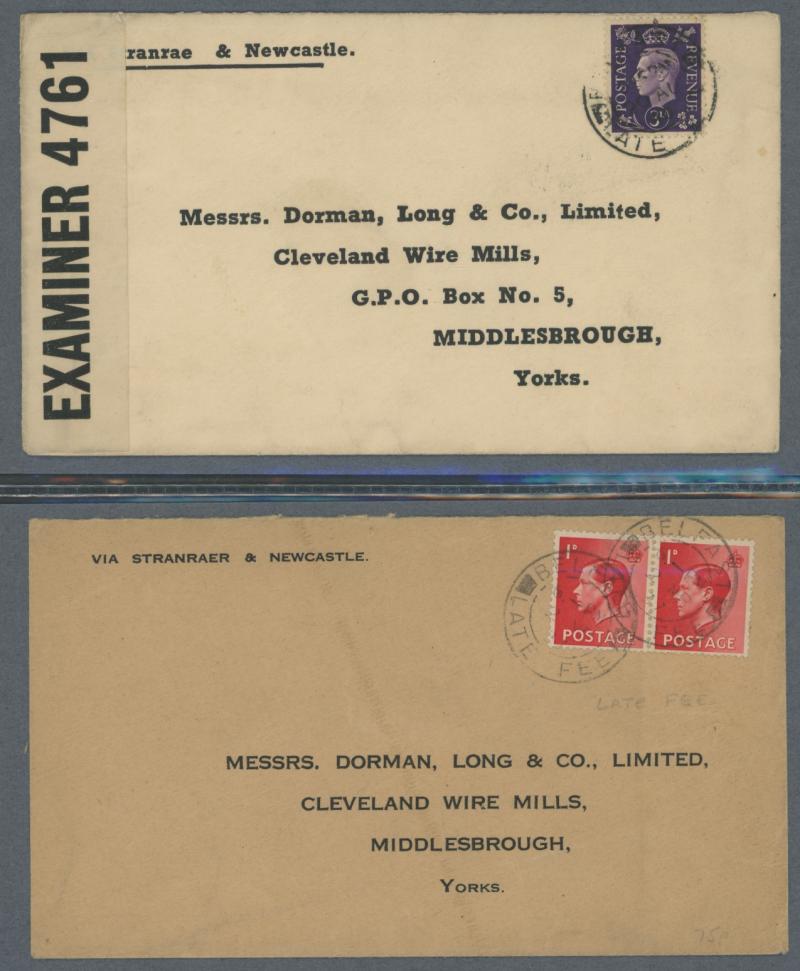 EXAMINER 4761
tranrae & Newcastle.
POSTAGE REVENUE
3D
LATE
Messrs. Dorman, Long & Co., Limited,
Cleveland Wire Mills,
G.P.O. Box No. 5,
MIDDLESBROUGH,
Yorks.
VIA STRANRAER & NEWCASTLE.
1D POSTAGE
1D POSTAGE
LATE FEE
BELFAST
LATE FEE
MESSRS. DORMAN, LONG & CO., LIMITED,
CLEVELAND WIRE MILLS,
MIDDLESBROUGH,
YORKS.